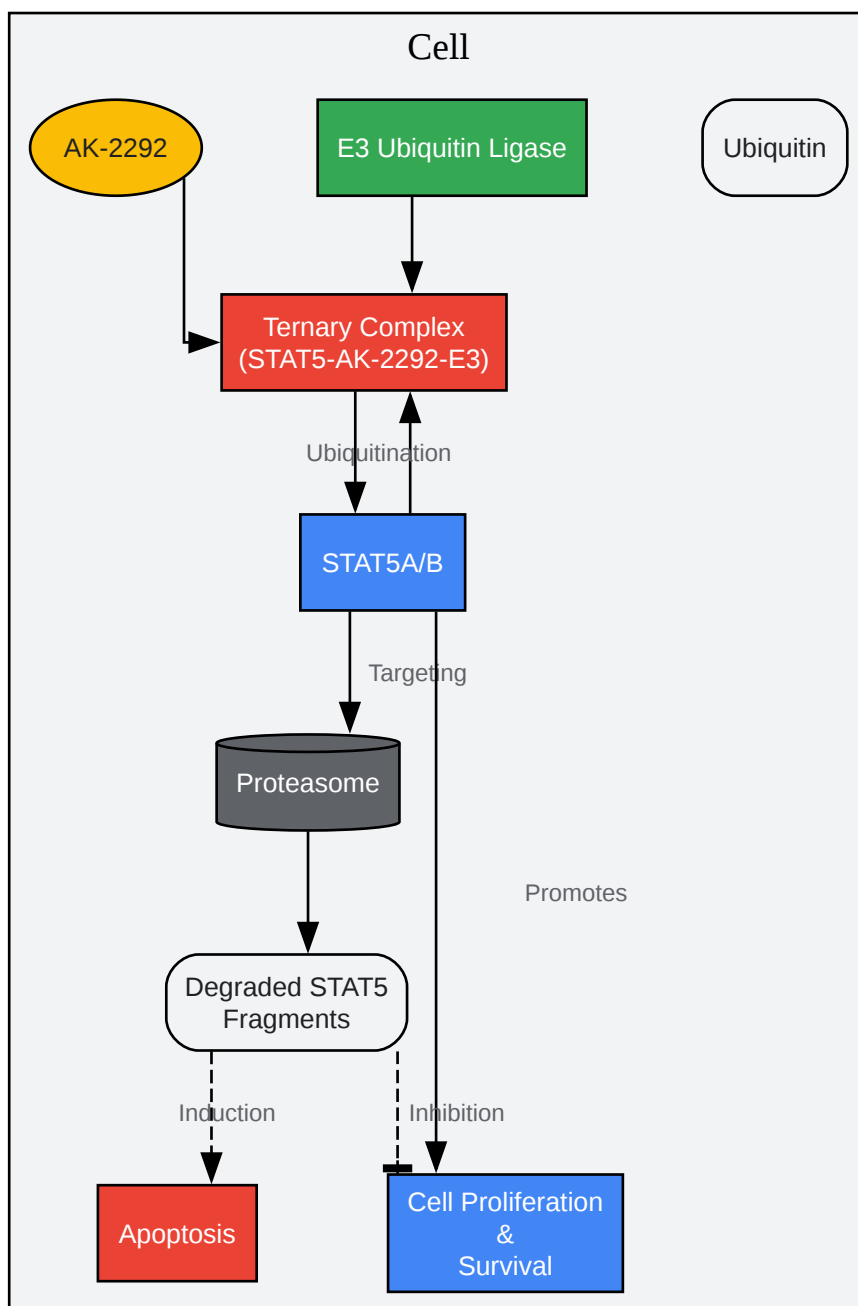 Cell
AK-2292
E3 Ubiquitin Ligase
Ubiquitin
Ternary Complex
(STAT5-AK-2292-E3)
Ubiquitination
STAT5A/B
Targeting
Proteasome
Promotes
Degraded STAT5
Fragments
Induction
Inhibition
Apoptosis
Cell Proliferation
&
Survival